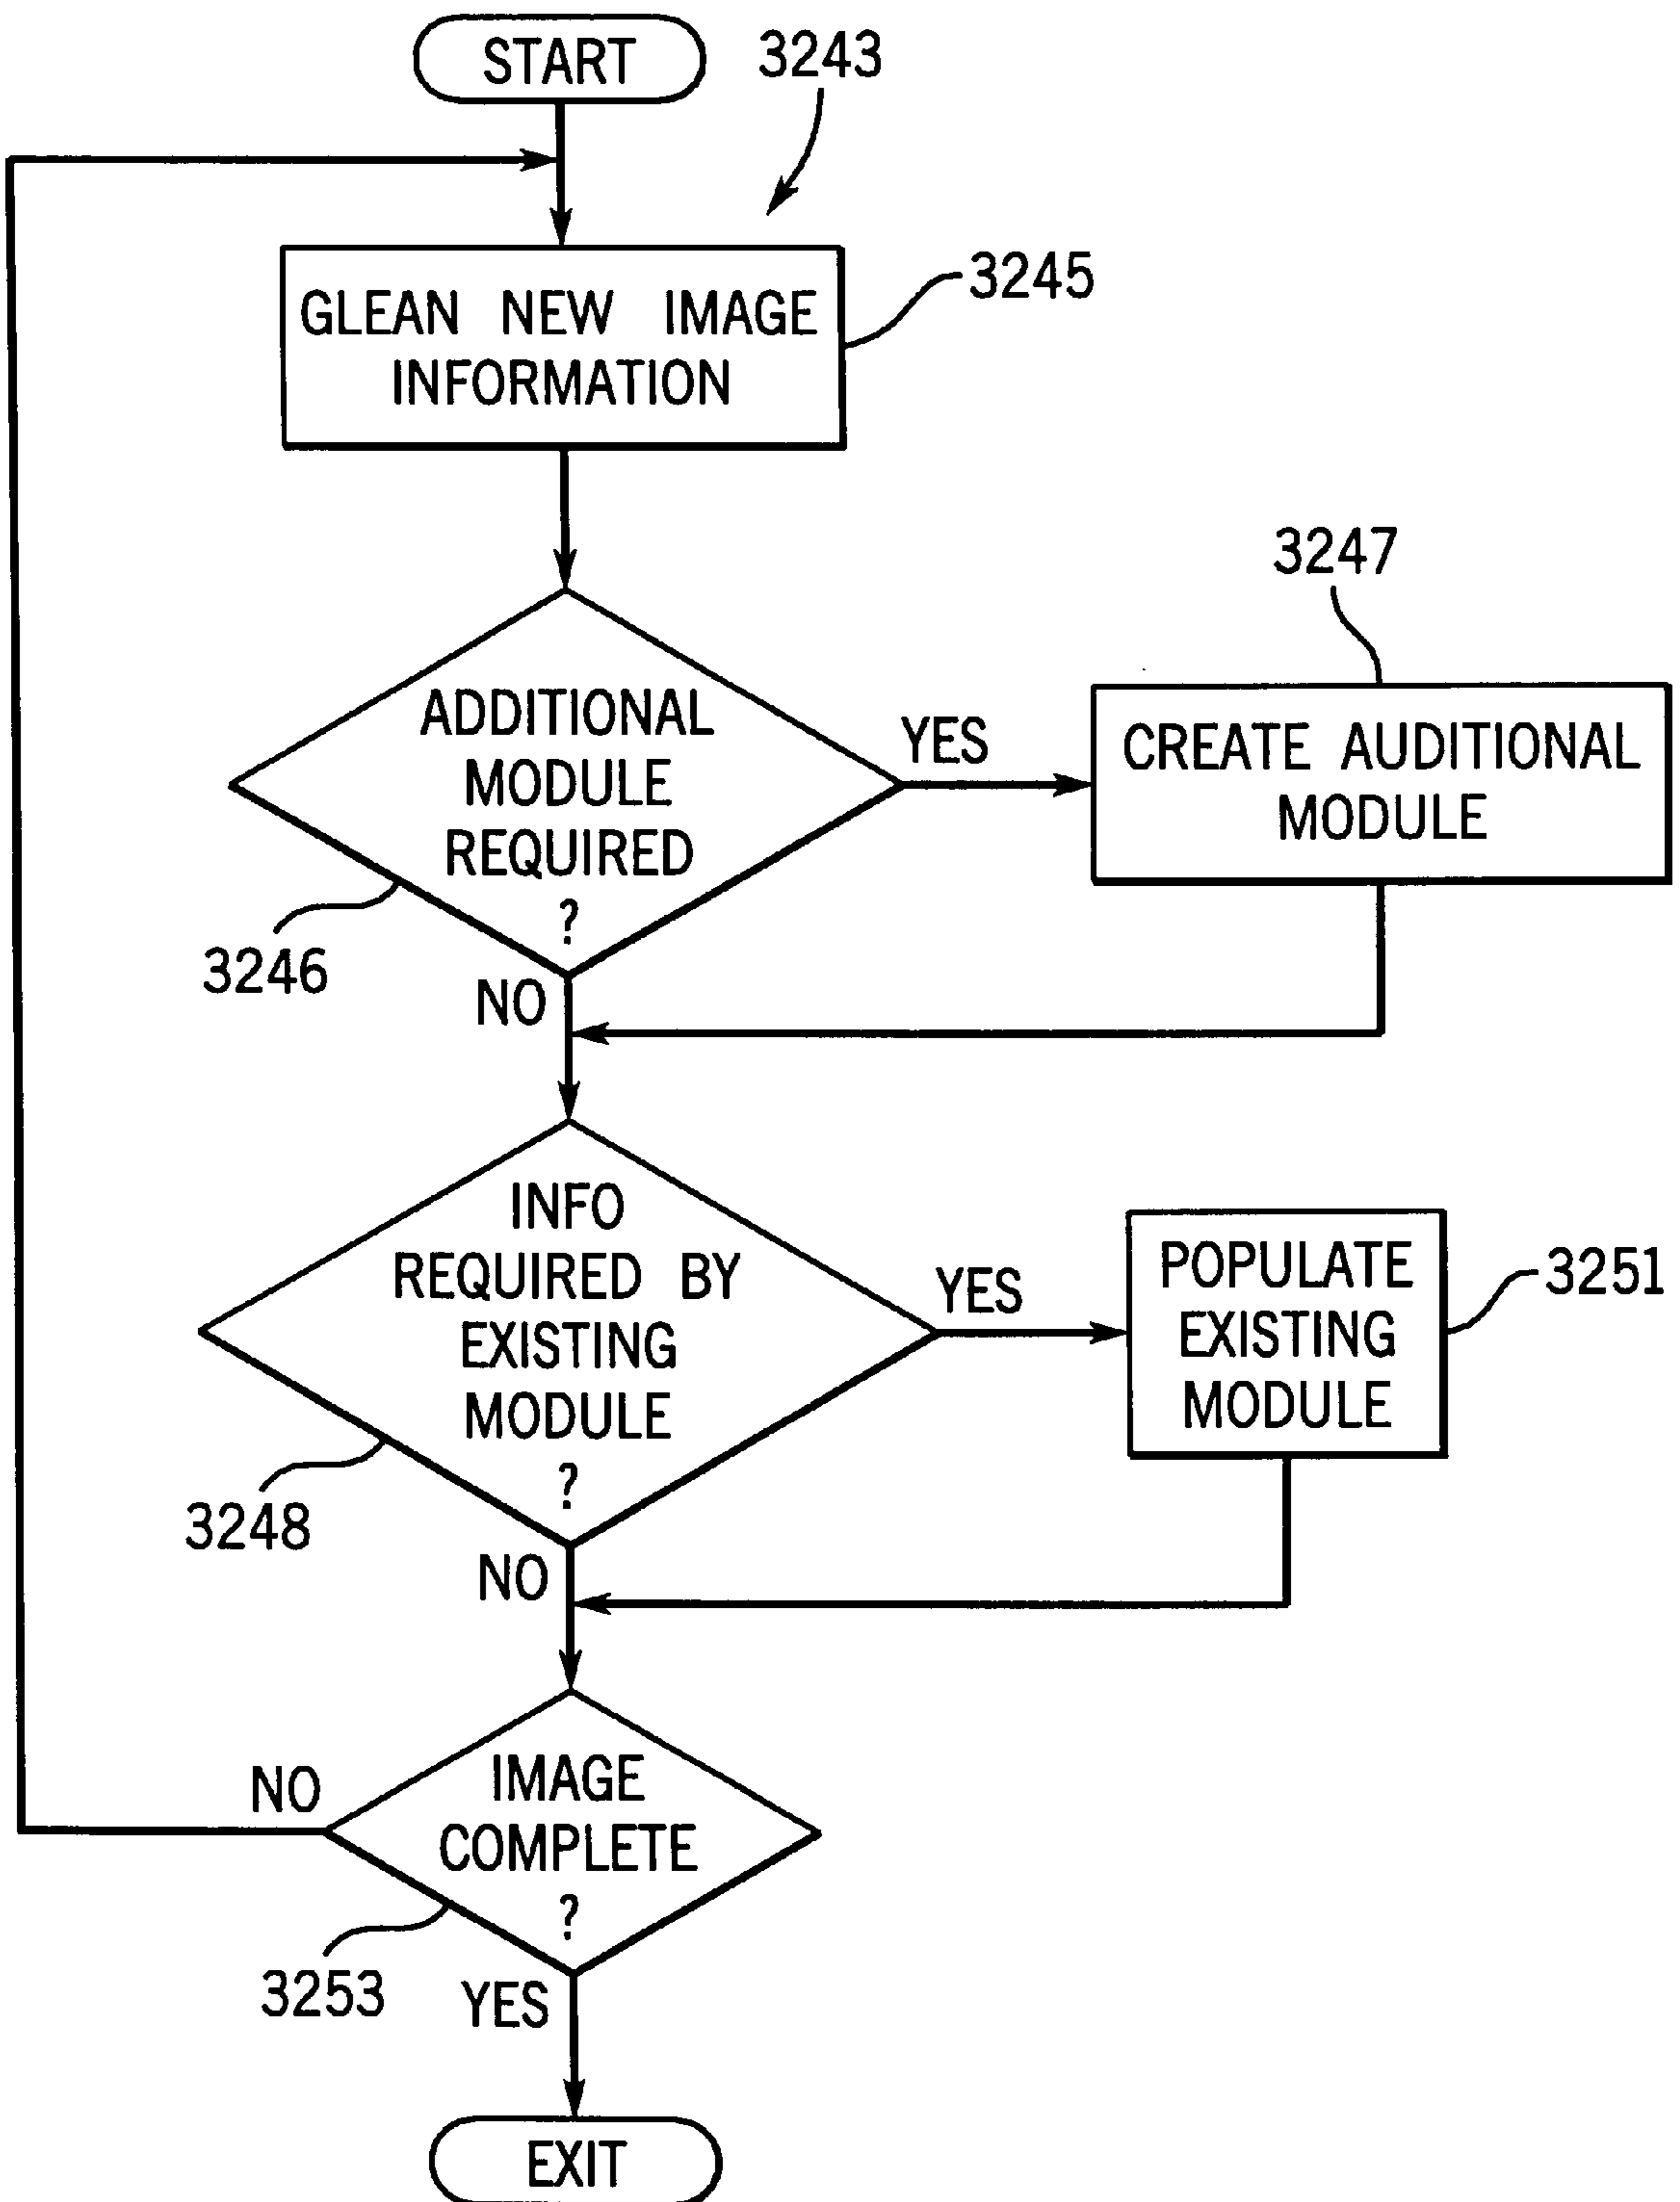 START
3243
GLEAN NEW IMAGE
INFORMATION
3245
ADDITIONAL
MODULE
REQUIRED
?
3246
YES
3247
CREATE AUDITIONAL
MODULE
NO
INFO
REQUIRED BY
EXISTING
MODULE
?
3248
YES
POPULATE
EXISTING
MODULE
3251
NO
IMAGE
COMPLETE
?
NO
3253
YES
EXIT